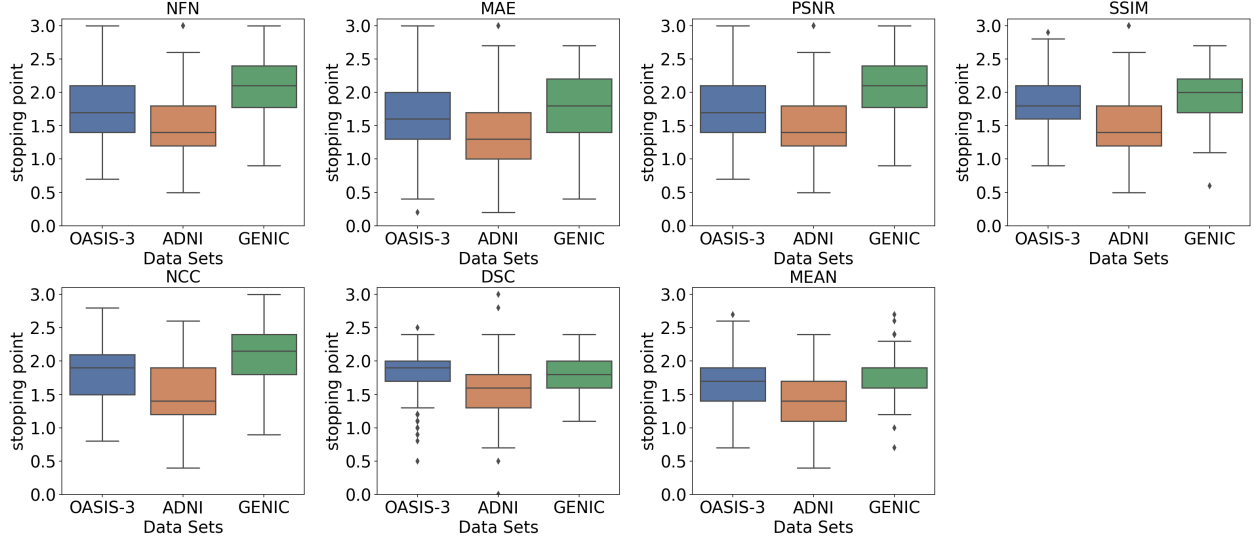 NFN
stopping point
3.0
2.5
2.0
1.5
1.0
0.5
0.0
OASIS-3 ADNI GENIC
Data Sets
MAE
stopping point
3.0
2.5
2.0
1.5
1.0
0.5
0.0
OASIS-3 ADNI GENIC
Data Sets
PSNR
stopping point
3.0
2.5
2.0
1.5
1.0
0.5
0.0
OASIS-3 ADNI GENIC
Data Sets
SSIM
stopping point
3.0
2.5
2.0
1.5
1.0
0.5
0.0
OASIS-3 ADNI GENIC
Data Sets
NCC
stopping point
3.0
2.5
2.0
1.5
1.0
0.5
0.0
OASIS-3 ADNI GENIC
Data Sets
DSC
stopping point
3.0
2.5
2.0
1.5
1.0
0.5
0.0
OASIS-3 ADNI GENIC
Data Sets
MEAN
stopping point
3.0
2.5
2.0
1.5
1.0
0.5
0.0
OASIS-3 ADNI GENIC
Data Sets